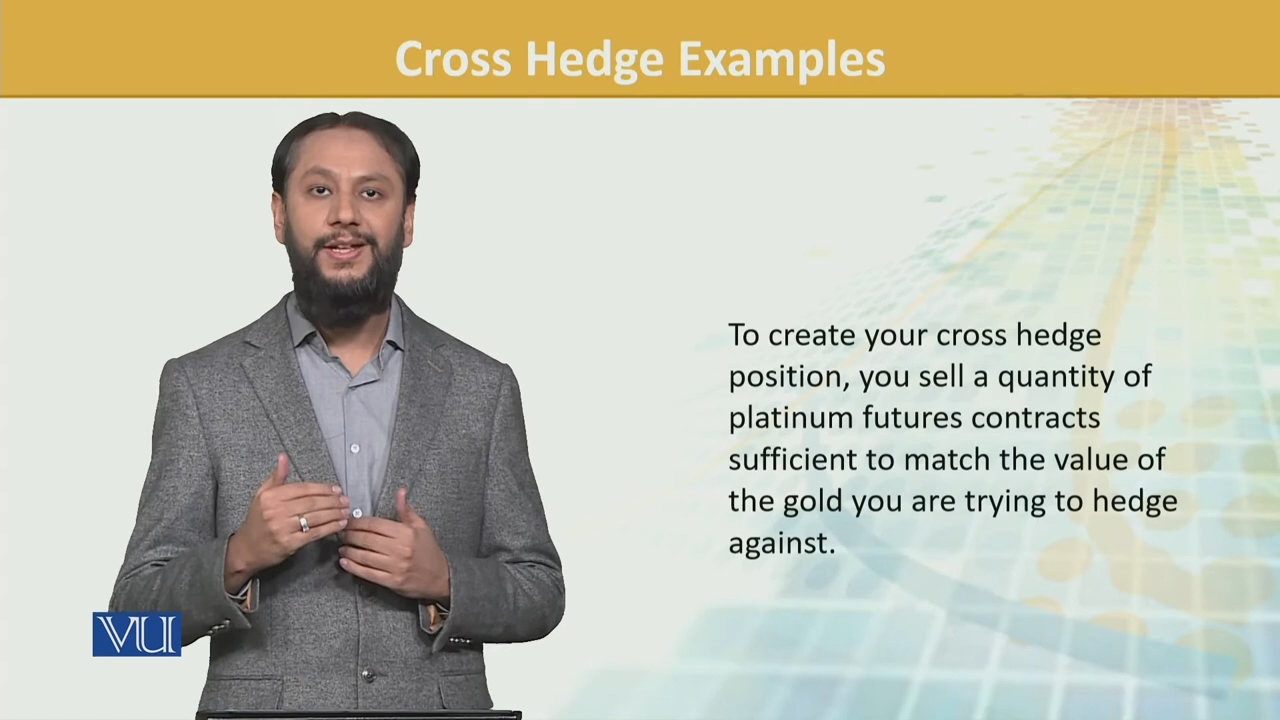 Cross Hedge Examples
To create your cross hedge
position, you sell a quantity of
platinum futures contracts
sufficient to match the value of
the gold you are trying to hedge
against.
VU